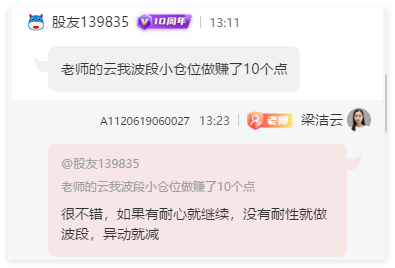 股友139835 10周年 13:11
老师的云我波段小仓位做赚了10个点
A1120619060027 13:23 老师 梁洁云
@股友139835
老师的云我波段小仓位做赚了10个点
很不错，如果有耐心就继续，没有耐性就做
波段，异动就减